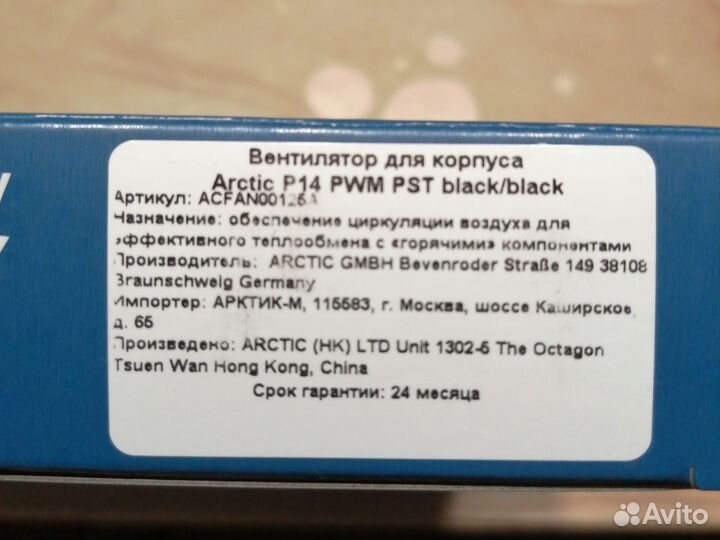 Вентилятор для корпуса
Arctic P14 PWM PST black/black
Артикул: ACFAN00125A
Назначение: обеспечение циркуляции воздуха для
эффективного теплообмена с «горячими» компонентами
Производитель: ARCTIC GMBH Bevenroder Straße 149 38108
Braunschweig Germany
Импортер: АРКТИК-М, 115583, г. Москва, шоссе Каширское,
д. 65
Произведено: ARCTIC (HK) LTD Unit 1302-5 The Octagon
Tsuen Wan Hong Kong, China
Срок гарантии: 24 месяца
Avito